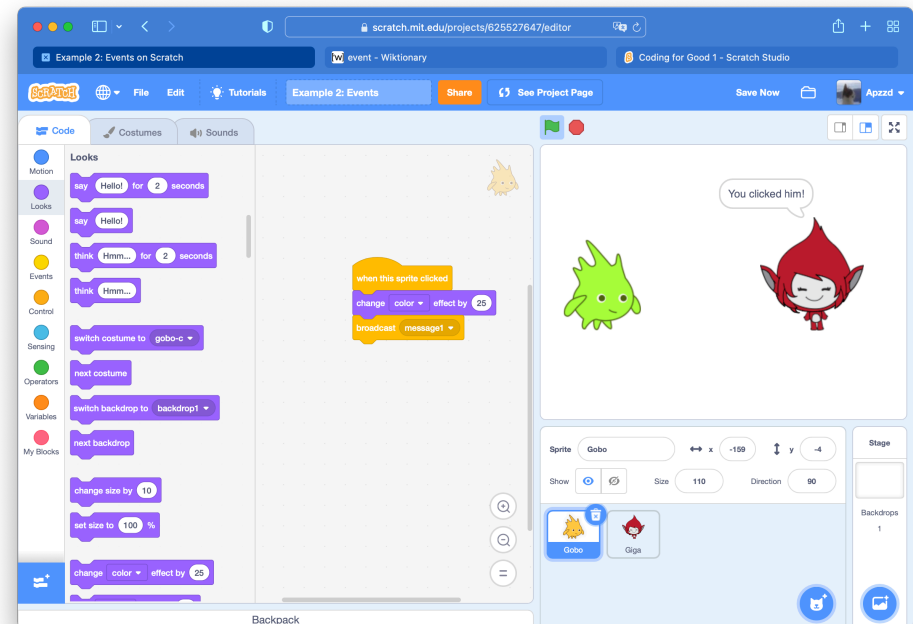 scratch.mit.edu/projects/625527647/editor
Example 2: Events on Scratch
W event - Wiktionary
Coding for Good 1 - Scratch Studio
SCRATCH File Edit Tutorials Example 2: Events Share See Project Page Save Now Apzzd
Code Costumes Sounds
Motion
Looks
Sound
Events
Control
Sensing
Operators
Variables
My Blocks
Looks
say Hello! for 2 seconds
say Hello!
think Hmm... for 2 seconds
think Hmm...
switch costume to gobo-c
next costume
switch backdrop to backdrop1
next backdrop
change size by 10
set size to 100 %
change color effect by 25
when this sprite clicked
change color effect by 25
broadcast message1
You clicked him!
Sprite Gobo x -159 y -4
Show Size 110 Direction 90
Gobo
Giga
Stage
Backdrops
1
Backpack